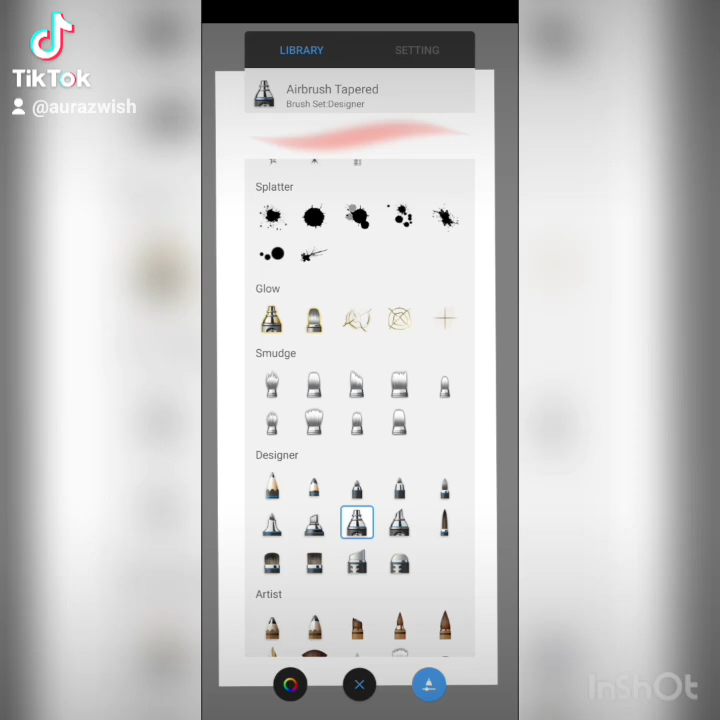 TikTok
@aurazwish
LIBRARY
SETTING
Airbrush Tapered
Brush Set:Designer
Splatter
Glow
Smudge
Designer
Artist
InShOt